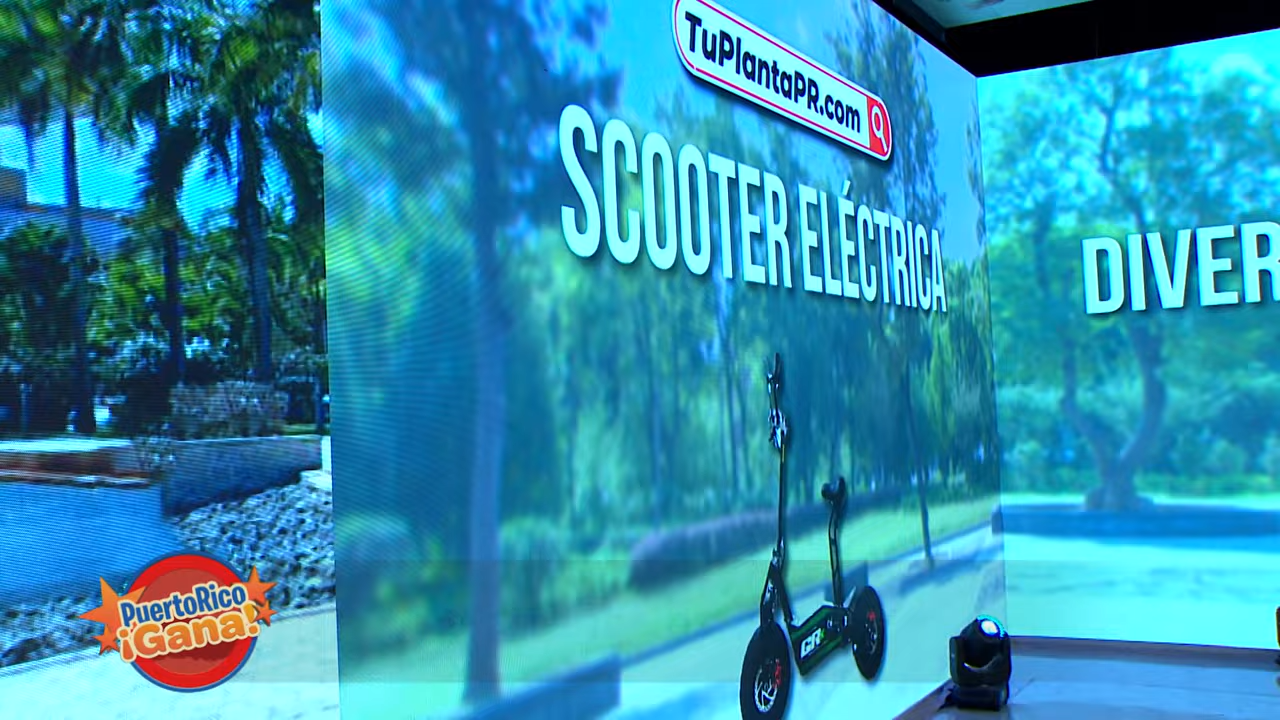 TuPlantaPR.com
SCOOTER ELÉCTRICA
DIVER
PuertoRico
¡Gana!